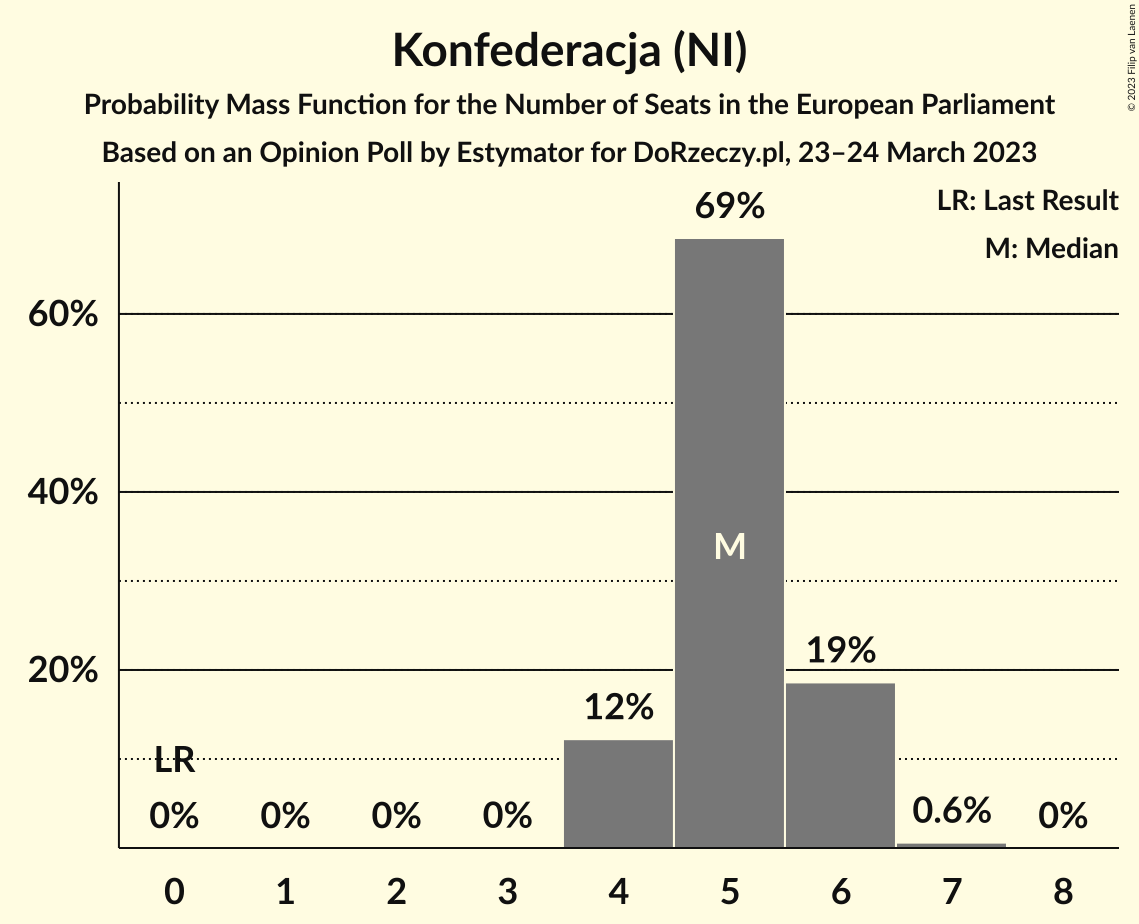 Konfederacja (NI)
Probability Mass Function for the Number of Seats in the European Parliament
Based on an Opinion Poll by Estymator for DoRzeczy.pl, 23–24 March 2023
© 2023 Filip van Laenen
LR: Last Result
M: Median
69%
60%
40%
M
20%
19%
12%
LR
0%
0%
0%
0%
0.6%
0%
0
1
2
3
4
5
6
7
8